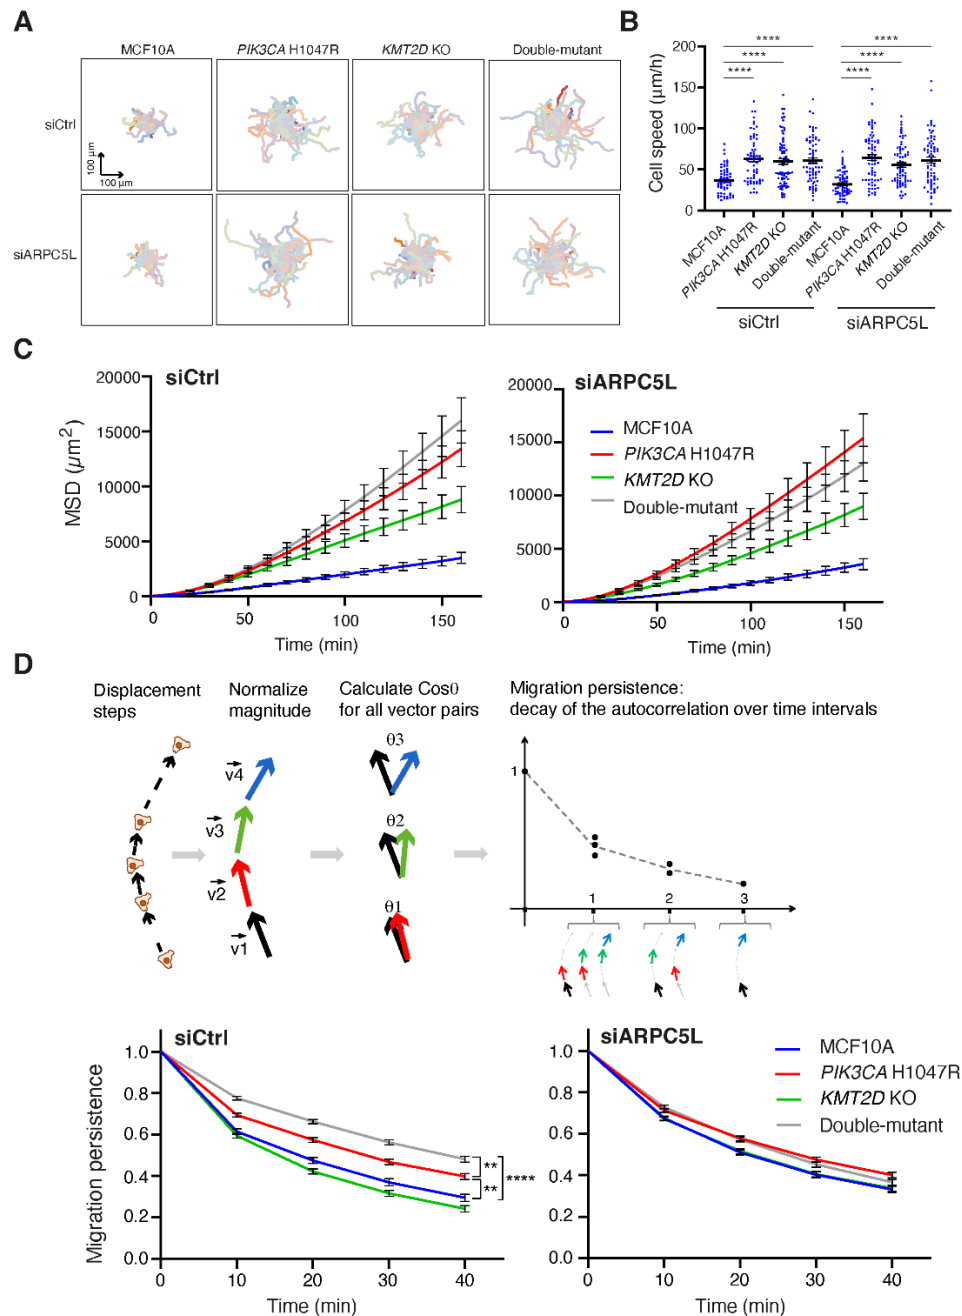 A
MCF10A
PIK3CA H1047R
KMT2D KO
Double-mutant
siCtrl
100 µm
100 µm
siARPC5L
B
Cell speed (µm/h)
200
150
100
50
0
****
****
****
****
****
****
MCF10A
PIK3CA H1047R
KMT2D KO
Double-mutant
MCF10A
PIK3CA H1047R
KMT2D KO
Double-mutant
siCtrl
siARPC5L
C
siCtrl
MSD (µm²)
20000
15000
10000
5000
0
0
50
100
150
Time (min)
siARPC5L
20000
15000
10000
5000
0
MCF10A
PIK3CA H1047R
KMT2D KO
Double-mutant
0
50
100
150
Time (min)
D
Displacement
steps
Normalize
magnitude
Calculate Cosθ
for all vector pairs
Migration persistence:
decay of the autocorrelation over time intervals
v4
v3
v2
v1
θ3
θ2
θ1
1
1
2
3
siCtrl
Migration persistence
1.0
0.8
0.6
0.4
0.2
0.0
**
**
****
0
10
20
30
40
Time (min)
siARPC5L
1.0
0.8
0.6
0.4
0.2
0.0
MCF10A
PIK3CA H1047R
KMT2D KO
Double-mutant
0
10
20
30
40
Time (min)